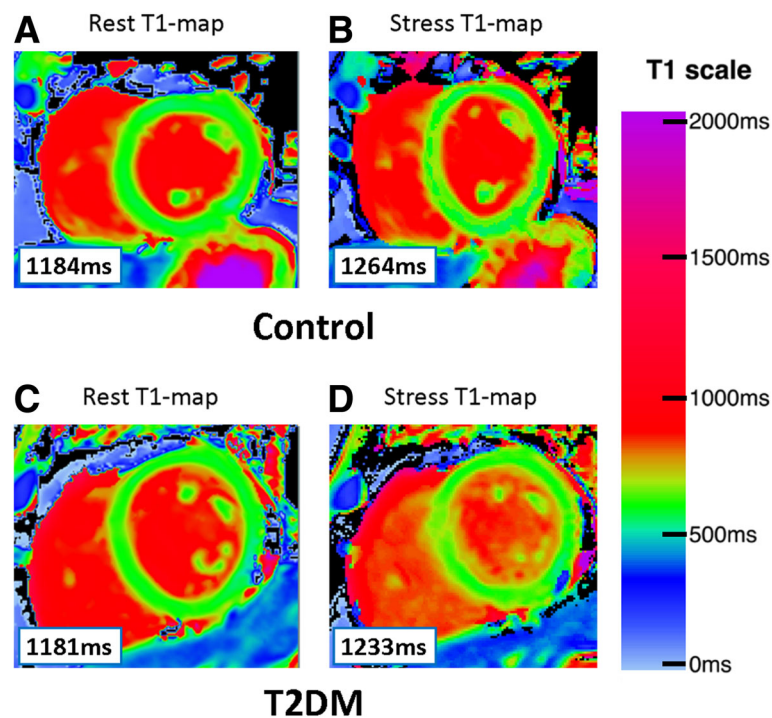 A Rest T1-map
B Stress T1-map
T1 scale
2000ms
1500ms
1000ms
500ms
0ms
1184ms
1264ms
Control
C Rest T1-map
D Stress T1-map
1181ms
1233ms
T2DM